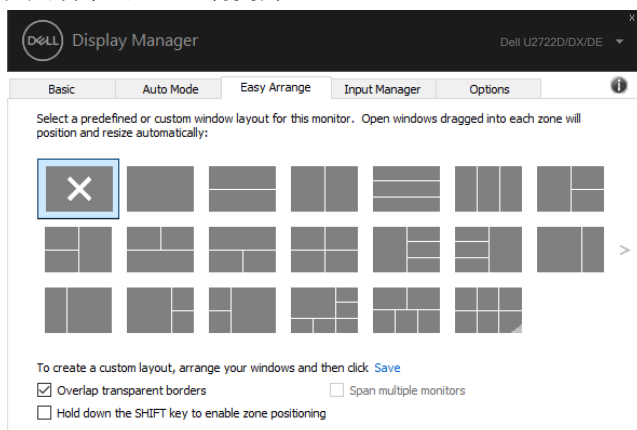 DELL Display Manager
Dell U2722D/DX/DE
Basic Auto Mode Easy Arrange Input Manager Options
Select a predefined or custom window layout for this monitor. Open windows dragged into each zone will
position and resize automatically:
To create a custom layout, arrange your windows and then click Save
Overlap transparent borders
Span multiple monitors
Hold down the SHIFT key to enable zone positioning